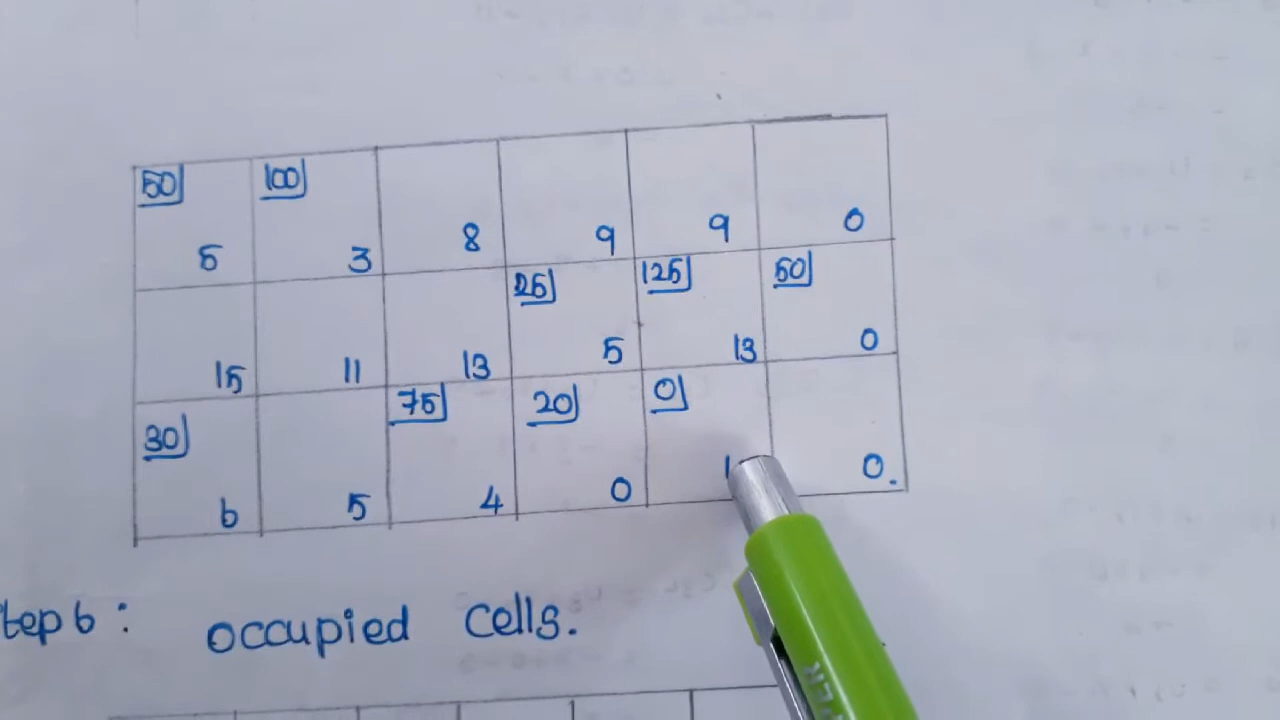 50 100
5 3 8 9 9 0
25 125 50
15 11 13 5 13 0
30 75 20 0
6 5 4 0 0.
tep 6 : occupied cells.